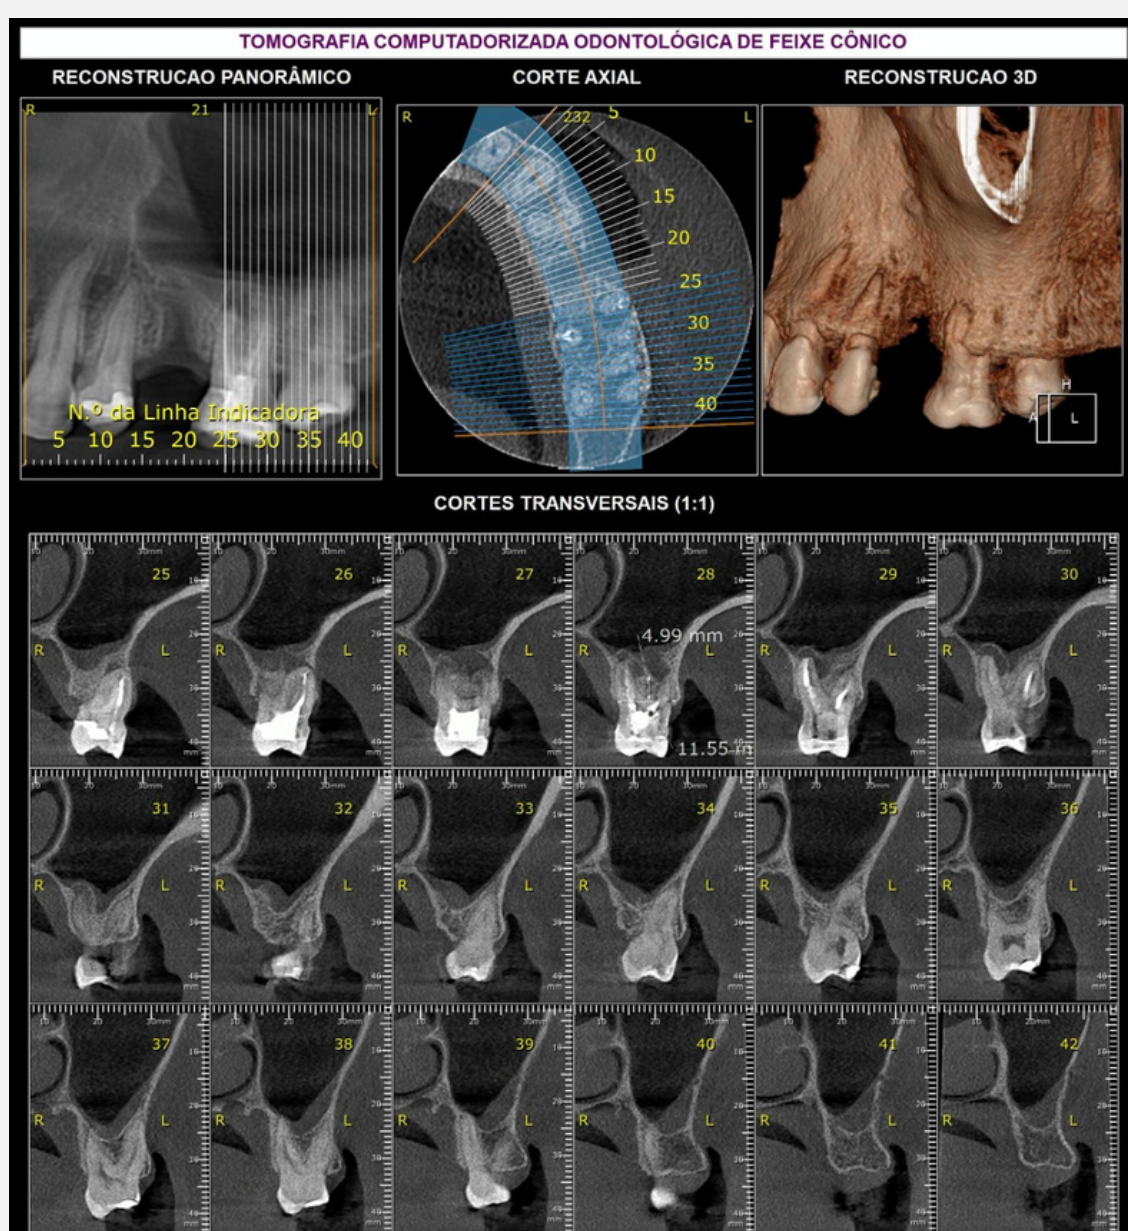 TOMOGRAFIA COMPUTADORIZADA ODONTOLÓGICA DE FEIXE CÔNICO
RECONSTRUCAO PANORÂMICO
CORTE AXIAL
RECONSTRUCAO 3D
R 21 L
R 232 5 L
10
15
20
25
30
35
40
H
A L
N.º da Linha Indicadora
5 10 15 20 25 30 35 40
CORTES TRANSVERSAIS (1:1)
10 20 30mm
25 26 27 28 29 30
4.99 mm
R L R L R L R L R L R L
11.55 m
31 32 33 34 35 36
R L R L R L R L R L R L
37 38 39 40 41 42
R L R L R L R L R L R L